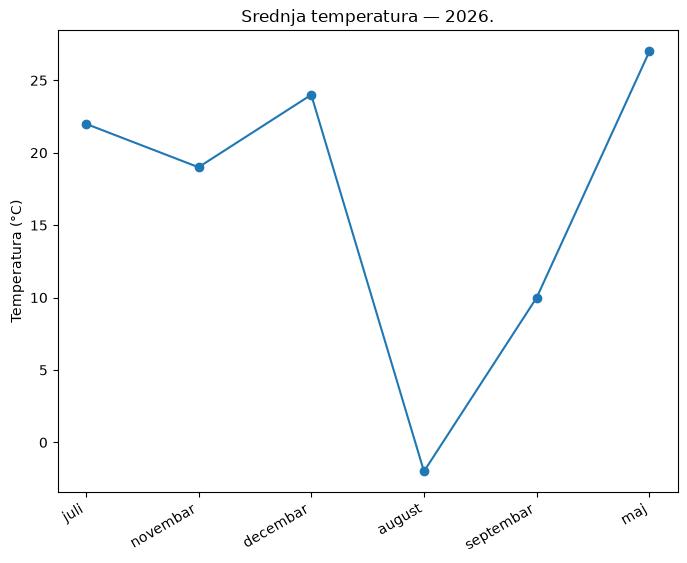 Srednja temperatura — 2026.
Temperatura (°C)
25
20
15
10
5
0
juli
novembar
decembar
august
septembar
maj